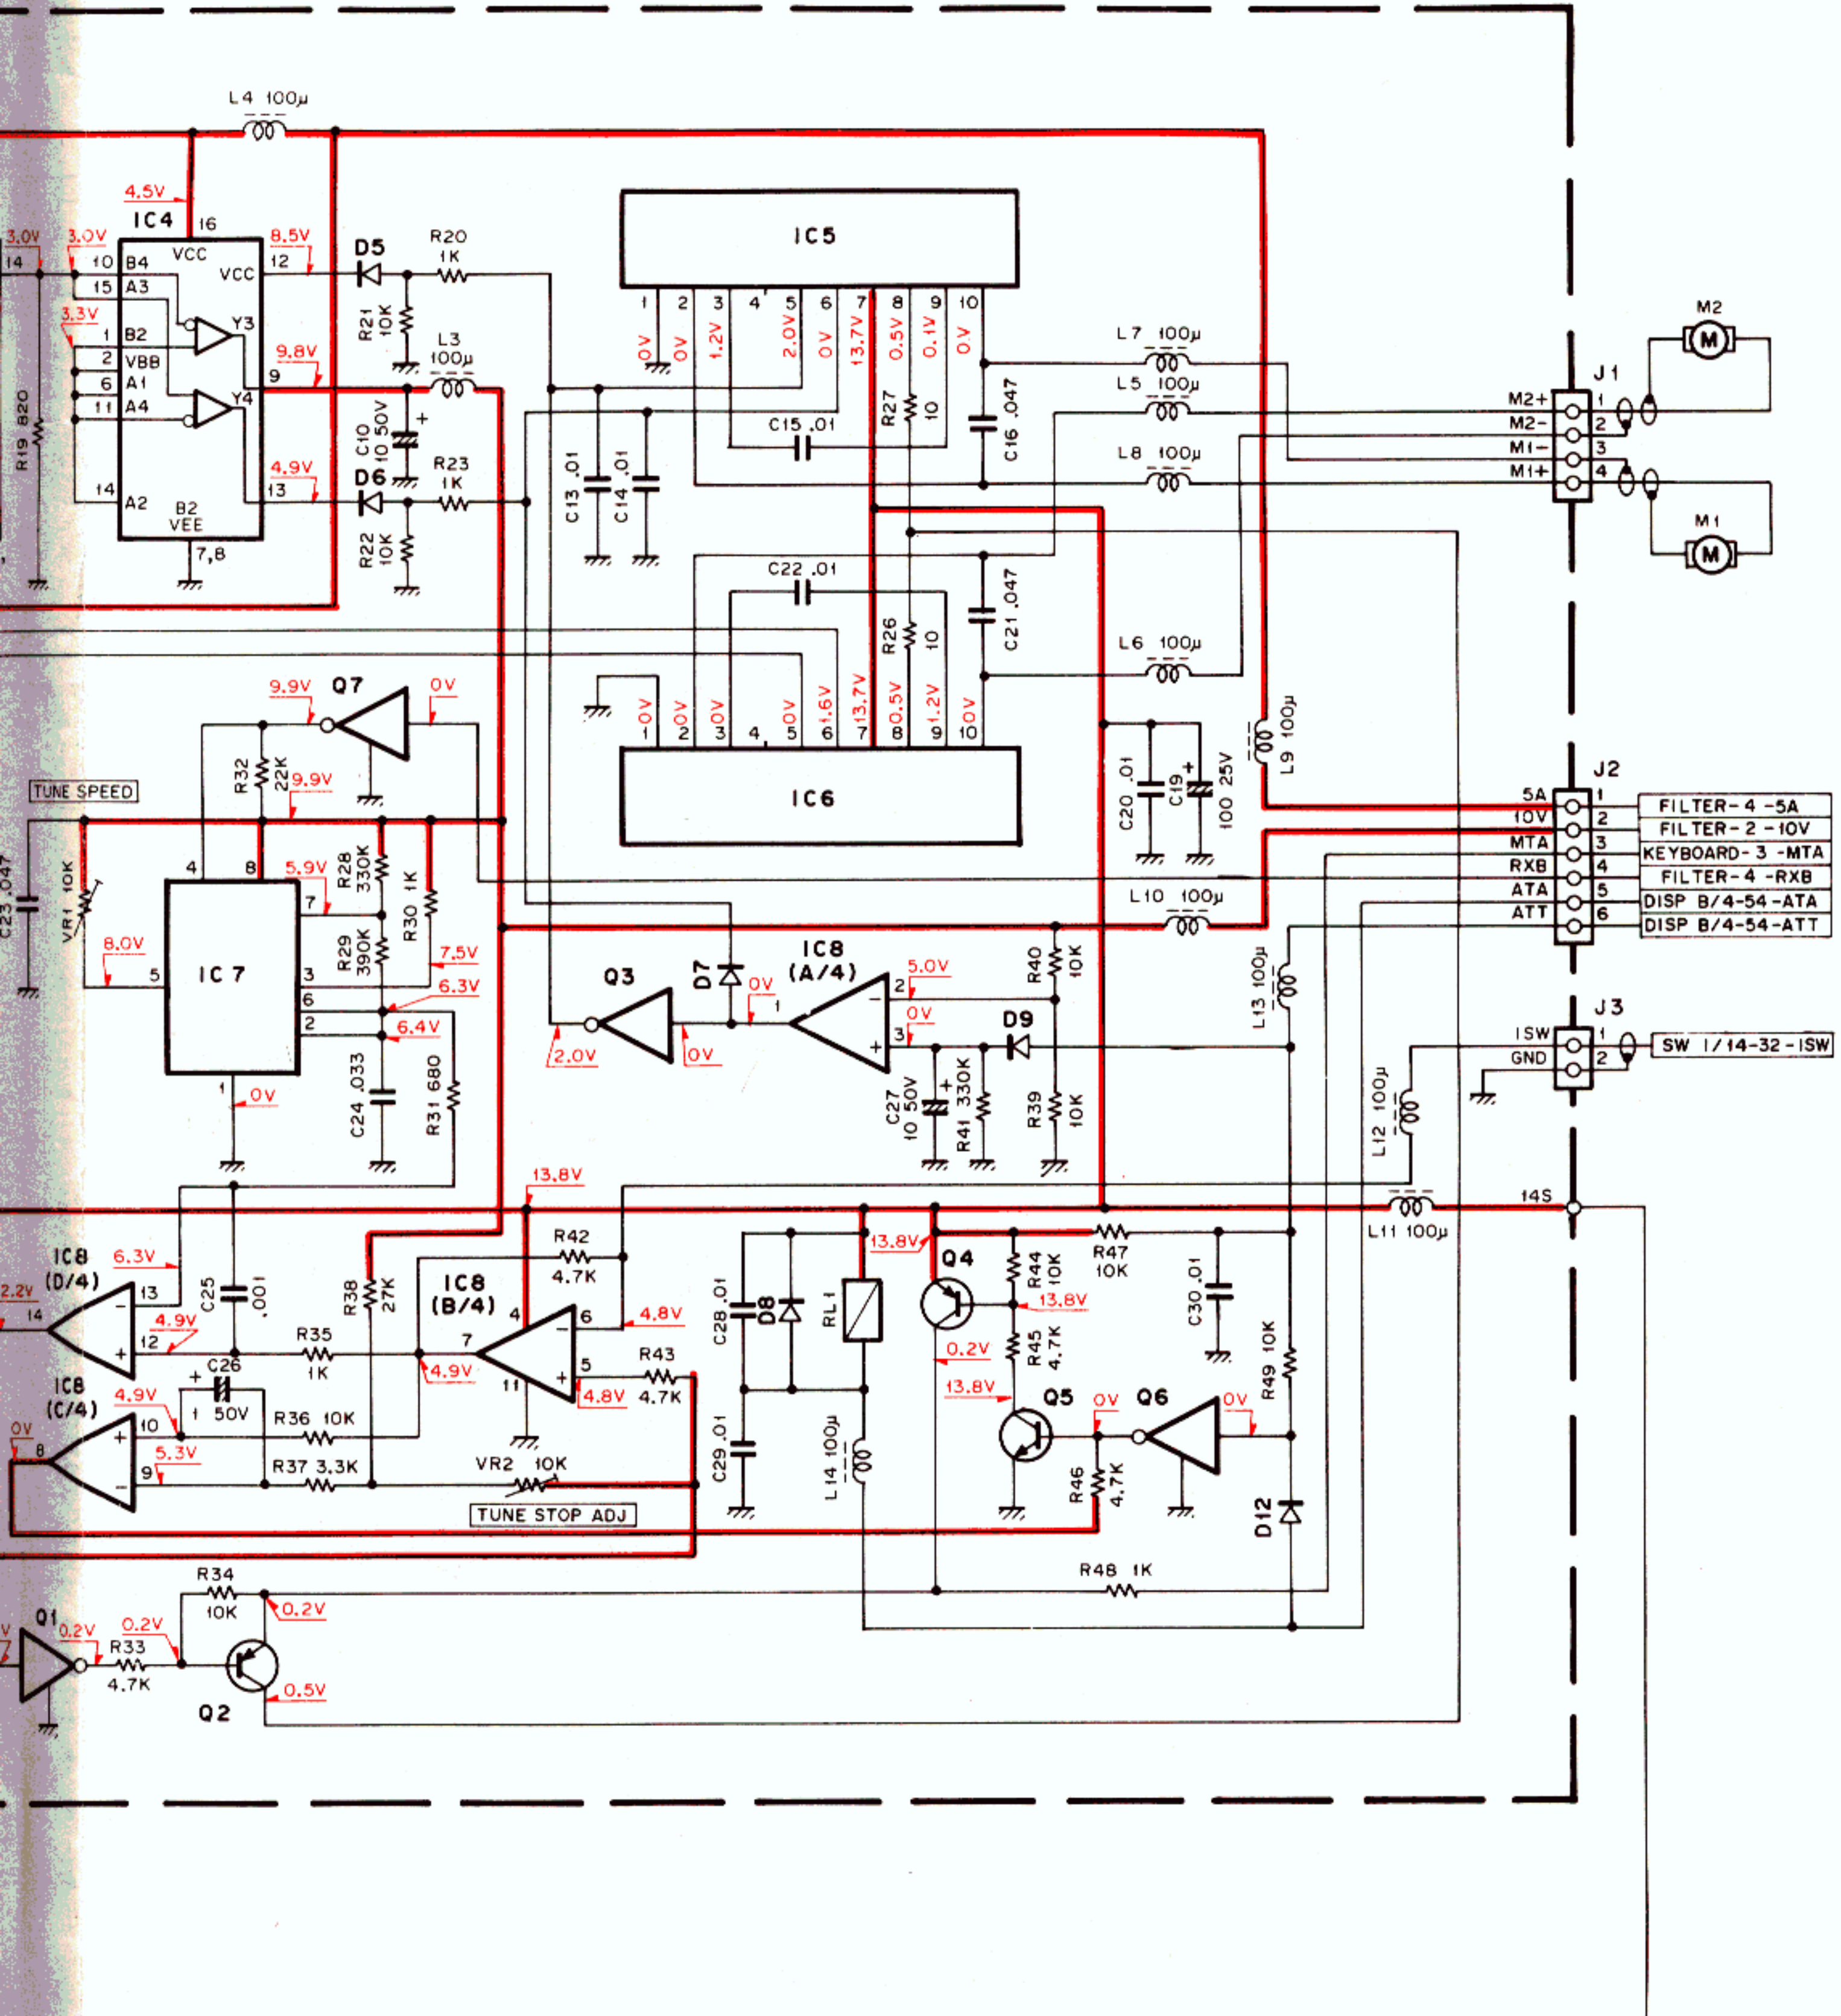 L4 100μ
4.5V
IC4
16
3.0V
3.0V
14
10
B4
VCC
VCC
12
8.5V
D5
R20
1K
15
A3
3.3V
1
B2
2
VBB
6
A1
11
A4
Y3
Y4
9.8V
9
R21
10K
L3
100μ
R19 820
C10
10 50V
+
4.9V
13
D6
R23
1K
14
A2
B2
VEE
7,8
R22
10K
IC5
1
2
3
4
5
6
7
8
9
10
0V
0V
1.2V
2.0V
0V
13.7V
0.5V
0.1V
0.V
C13 .01
C14 .01
C15 .01
R27
10
C16 .047
L7 100μ
L5 100μ
L8 100μ
C22 .01
R26
10
C21 .047
L6 100μ
0V
0V
0V
0V
1.6V
13.7V
0.5V
1.2V
0V
1
2
3
4
5
6
7
8
9
10
IC6
M2
M
M1
M
J1
M2+
1
M2-
2
M1-
3
M1+
4
9.9V
Q7
0V
R32
22K
9.9V
TUNE SPEED
C23 .047
VR1 10K
4
8
5.9V
R28
330K
R30 1K
7
8.0V
5
IC7
R29
390K
7.5V
3
6
6.3V
2
6.4V
1
0V
C24 .033
R31 680
C20 .01
C19
+
100 25V
L9 100μ
J2
5A
1
FILTER-4-5A
10V
2
FILTER-2-10V
MTA
3
KEYBOARD-3-MTA
RXB
4
FILTER-4-RXB
ATA
5
DISP B/4-54-ATA
ATT
6
DISP B/4-54-ATT
L10 100μ
L13 100μ
D7
Q3
2.0V
0V
0V
1
IC8
(A/4)
2
-
5.0V
0V
3
+
R40
10K
D9
C27
10 50V
+
R41 330K
R39
10K
J3
ISW
1
SW 1/14-32-ISW
GND
2
L12 100μ
13.8V
14S
L11 100μ
IC8
(D/4)
6.3V
2.2V
14
13
-
12
+
4.9V
C25
.001
R38
27K
R35
1K
IC8
(B/4)
R42
4.7K
4
7
6
-
5
+
11
4.8V
4.8V
4.9V
R43
4.7K
IC8
(C/4)
4.9V
+
C26
1
50V
0V
8
10
+
9
-
5.3V
R36 10K
R37 3.3K
VR2 10K
TUNE STOP ADJ
C28 .01
D8
RL1
C29 .01
L14 100μ
13.8V
Q4
R44
10K
R47
10K
13.8V
0.2V
R45
4.7K
13.8V
Q5
0V
Q6
0V
R46
4.7K
C30 .01
R49 10K
D12
R34
10K
0.2V
R48 1K
Q1
V
0.2V
R33
4.7K
0.2V
Q2
0.5V